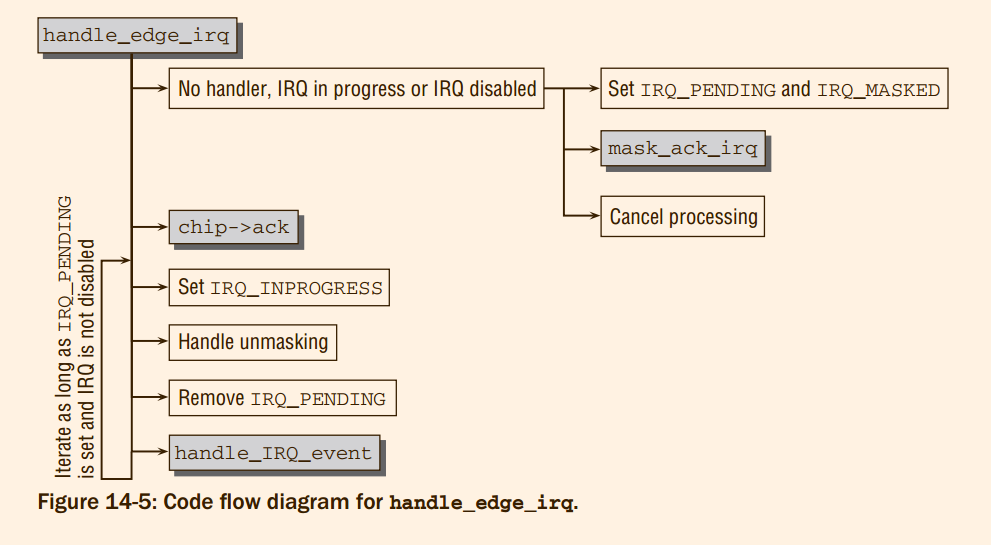 handle_edge_irq
No handler, IRQ in progress or IRQ disabled
Set IRQ_PENDING and IRQ_MASKED
mask_ack_irq
Cancel processing
chip->ack
Iterate as long as IRQ_PENDING
is set and IRQ is not disabled
Set IRQ_INPROGRESS
Handle unmasking
Remove IRQ_PENDING
handle_IRQ_event
Figure 14-5: Code flow diagram for handle_edge_irq.